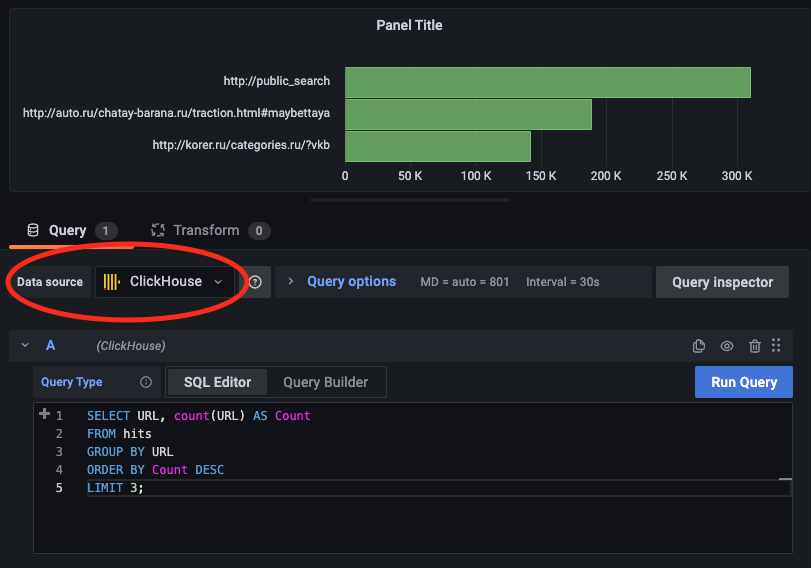 Panel Title
http://public_search
http://auto.ru/chatay-barana.ru/traction.html#maybettaya
http://korer.ru/categories.ru/?vkb
0 50 K 100 K 150 K 200 K 250 K 300 K
Query 1 Transform 0
Data source ClickHouse ? > Query options MD = auto = 801 Interval = 30s Query inspector
A (ClickHouse)
Query Type SQL Editor Query Builder Run Query
1 SELECT URL, count(URL) AS Count
2 FROM hits
3 GROUP BY URL
4 ORDER BY Count DESC
5 LIMIT 3;